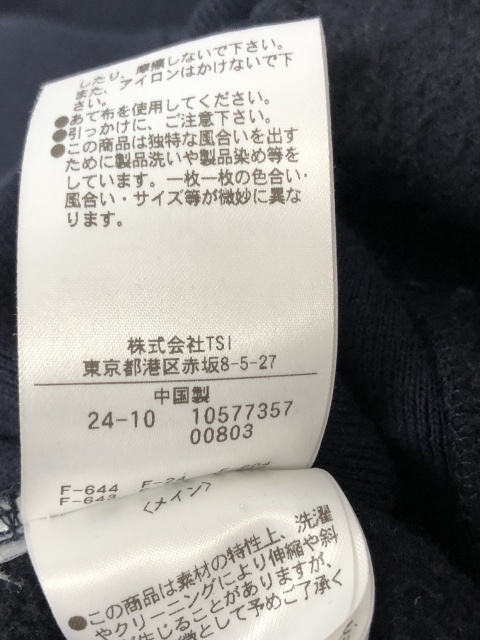 したり、摩擦しないで下さい。
また、アイロンはかけないで下
さい。
●あて布を使用してください。
●引っかけに、ご注意下さい。
●この商品は独特な風合いを出す
ために製品洗いや製品染め等を
しています。一枚一枚の色合い・
風合い・サイズ等が微妙に異な
ります。
株式会社TSI
東京都港区赤坂8-5-27
中国製
24-10 10577357
00803
F-644
<メイン>
●この商品は素材の特性上、洗濯
やクリーニングにより伸縮や斜
生じることがありますが、
徴として予めご了承く